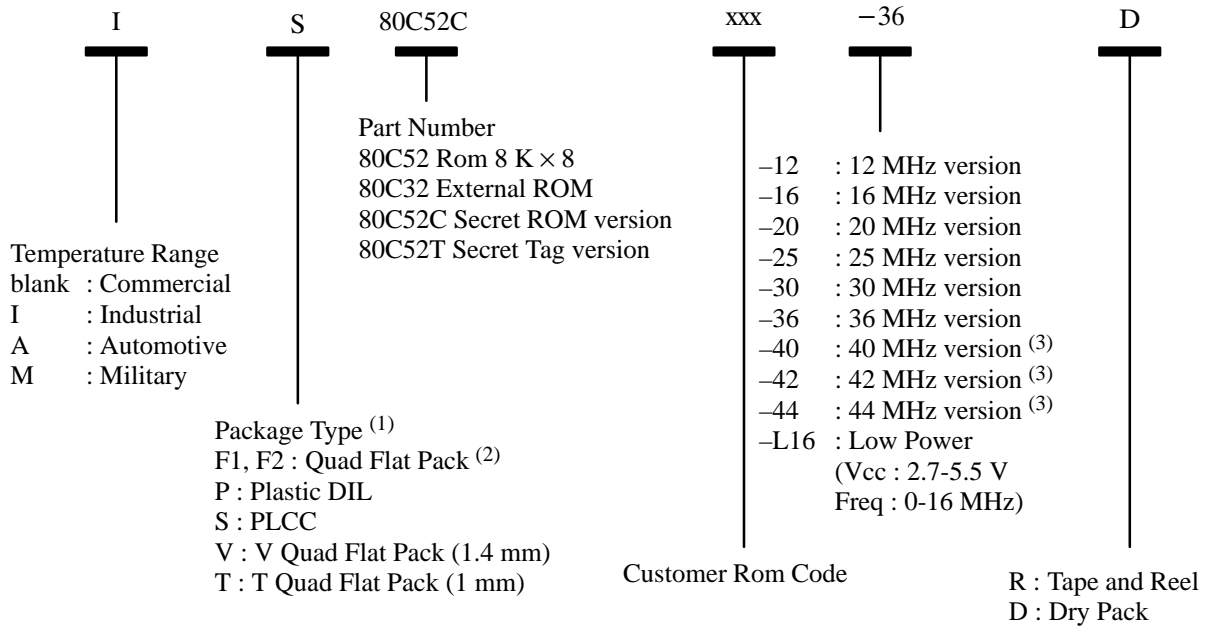 I S 80C52C xxx −36 D
Part Number
80C52 Rom 8 K × 8
80C32 External ROM
80C52C Secret ROM version
80C52T Secret Tag version
Temperature Range
blank : Commercial
I : Industrial
A : Automotive
M : Military
Package Type (1)
F1, F2 : Quad Flat Pack (2)
P : Plastic DIL
S : PLCC
V : V Quad Flat Pack (1.4 mm)
T : T Quad Flat Pack (1 mm)
Customer Rom Code
–12 : 12 MHz version
–16 : 16 MHz version
–20 : 20 MHz version
–25 : 25 MHz version
–30 : 30 MHz version
–36 : 36 MHz version
–40 : 40 MHz version (3)
–42 : 42 MHz version (3)
–44 : 44 MHz version (3)
–L16 : Low Power
(Vcc : 2.7-5.5 V
Freq : 0-16 MHz)
R : Tape and Reel
D : Dry Pack